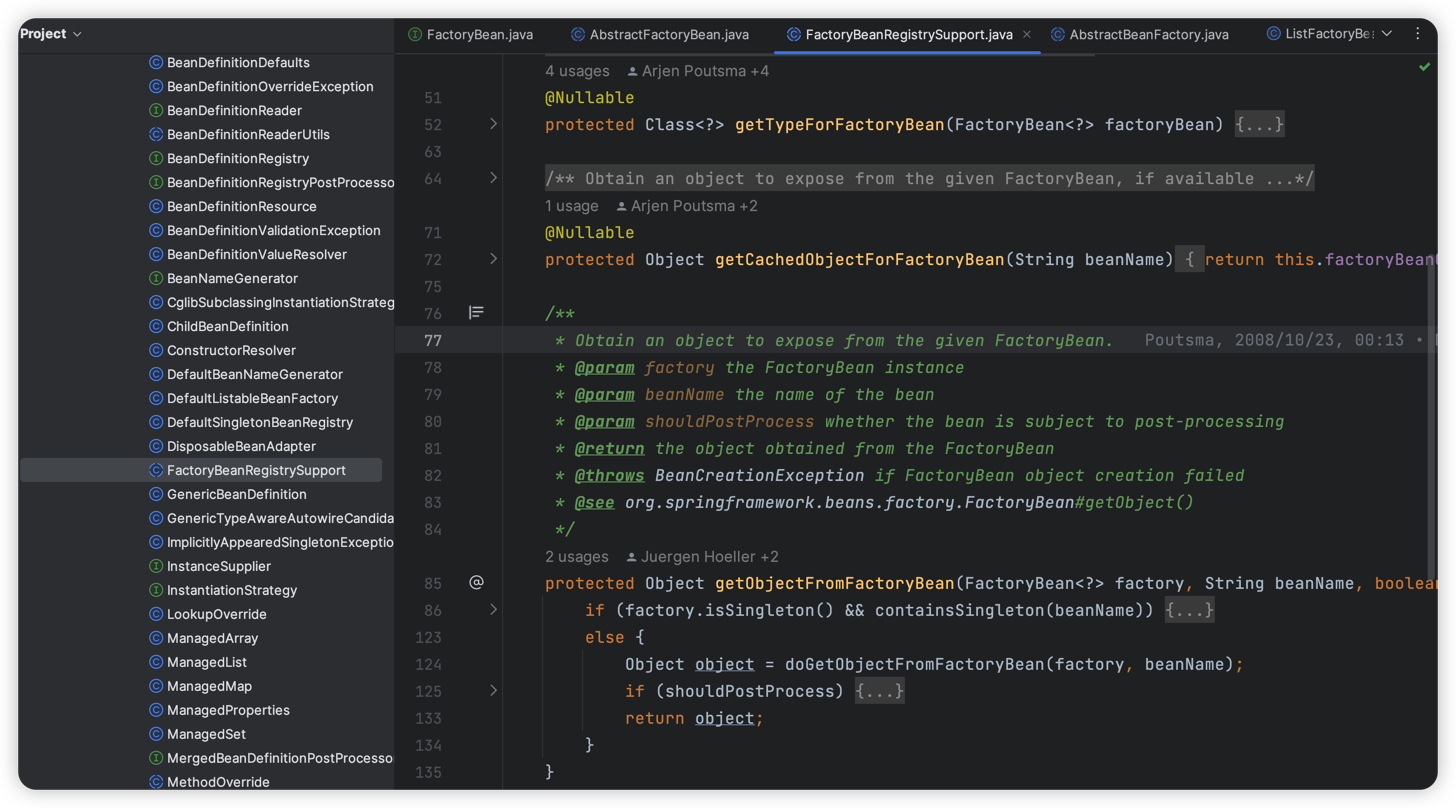 Project
BeanDefinitionDefaults
BeanDefinitionOverrideException
BeanDefinitionReader
BeanDefinitionReaderUtils
BeanDefinitionRegistry
BeanDefinitionRegistryPostProcesso
BeanDefinitionResource
BeanDefinitionValidationException
BeanDefinitionValueResolver
BeanNameGenerator
CglibSubclassingInstantiationStrateg
ChildBeanDefinition
ConstructorResolver
DefaultBeanNameGenerator
DefaultListableBeanFactory
DefaultSingletonBeanRegistry
DisposableBeanAdapter
FactoryBeanRegistrySupport
GenericBeanDefinition
GenericTypeAwareAutowireCandida
ImplicitlyAppearedSingletonExceptio
InstanceSupplier
InstantiationStrategy
LookupOverride
ManagedArray
ManagedList
ManagedMap
ManagedProperties
ManagedSet
MergedBeanDefinitionPostProcesso
MethodOverride
FactoryBean.java AbstractFactoryBean.java FactoryBeanRegistrySupport.java AbstractBeanFactory.java ListFactoryBe
4 usages Arjen Poutsma +4
51 @Nullable
52 protected Class<?> getTypeForFactoryBean(FactoryBean<?> factoryBean) {...}
63
64 /** Obtain an object to expose from the given FactoryBean, if available ...*/
1 usage Arjen Poutsma +2
71 @Nullable
72 protected Object getCachedObjectForFactoryBean(String beanName) { return this.factoryBean
75
76 /**
77 * Obtain an object to expose from the given FactoryBean. Poutsma, 2008/10/23, 00:13 •
78 * @param factory the FactoryBean instance
79 * @param beanName the name of the bean
80 * @param shouldPostProcess whether the bean is subject to post-processing
81 * @return the object obtained from the FactoryBean
82 * @throws BeanCreationException if FactoryBean object creation failed
83 * @see org.springframework.beans.factory.FactoryBean#getObject()
84 */
2 usages Juergen Hoeller +2
85 @ protected Object getObjectFromFactoryBean(FactoryBean<?> factory, String beanName, boolean
86 if (factory.isSingleton() && containsSingleton(beanName)) {...}
123 else {
124 Object object = doGetObjectFromFactoryBean(factory, beanName);
125 if (shouldPostProcess) {...}
133 return object;
134 }
135 }